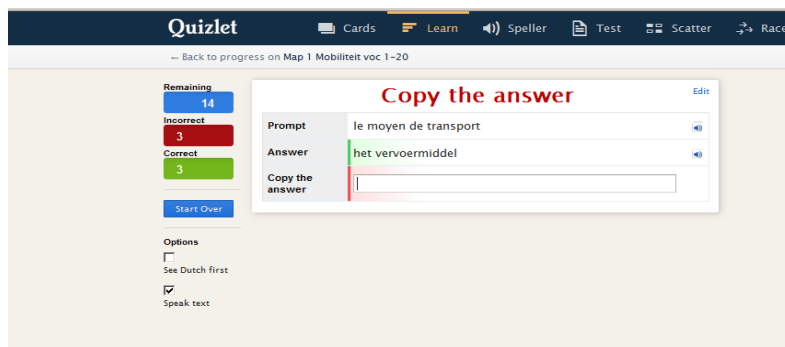 Quizlet
Cards
Learn
Speller
Test
Scatter
Race
← Back to progress on Map 1 Mobiliteit voc 1-20
Remaining
14
Incorrect
3
Correct
3
Start Over
Options
See Dutch first
Speak text
Copy the answer
Edit
Prompt
le moyen de transport
Answer
het vervoermiddel
Copy the
answer